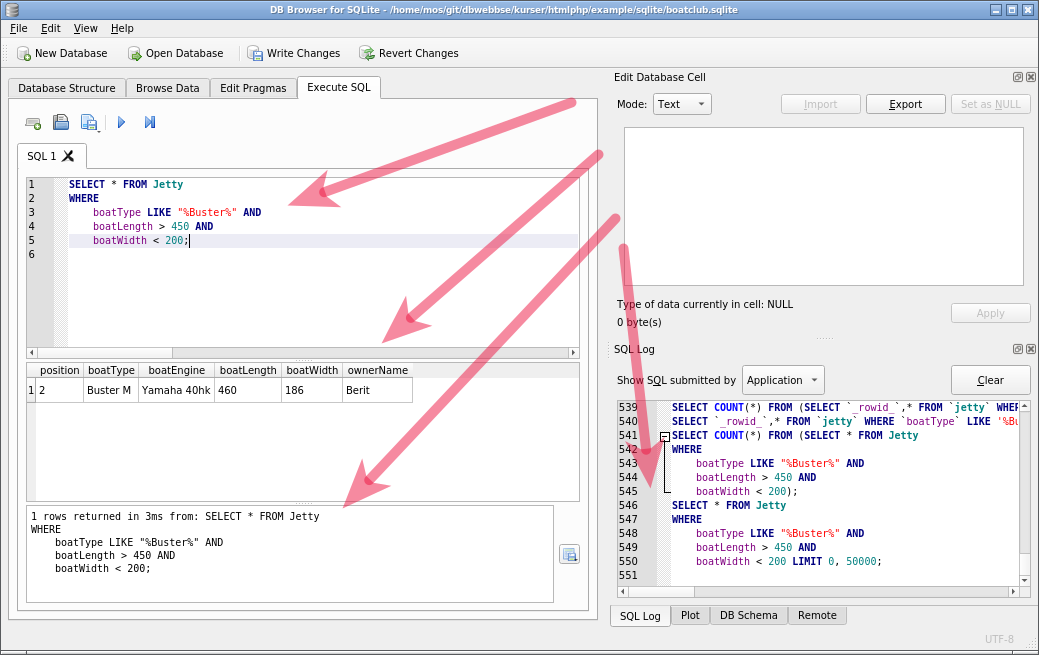 DB Browser for SQLite - /home/mos/git/dbwebbse/kurser/htmlphp/example/sqlite/boatclub.sqlite
File Edit View Help
New Database Open Database Write Changes Revert Changes
Database Structure Browse Data Edit Pragmas Execute SQL
SQL 1
1 SELECT * FROM Jetty
2 WHERE
3 boatType LIKE "%Buster%" AND
4 boatLength > 450 AND
5 boatWidth < 200;
6
position boatType boatEngine boatLength boatWidth ownerName
1 2 Buster M Yamaha 40hk 460 186 Berit
1 rows returned in 3ms from: SELECT * FROM Jetty
WHERE
boatType LIKE "%Buster%" AND
boatLength > 450 AND
boatWidth < 200;
Edit Database Cell
Mode: Text Import Export Set as NULL
Type of data currently in cell: NULL
0 byte(s)
Apply
SQL Log
Show SQL submitted by Application Clear
539 SELECT COUNT(*) FROM (SELECT `_rowid_`,* FROM `jetty` WHER
540 SELECT `_rowid_`,* FROM `jetty` WHERE `boatType` LIKE '%Bu
541 SELECT COUNT(*) FROM (SELECT * FROM Jetty
542 WHERE
543 boatType LIKE "%Buster%" AND
544 boatLength > 450 AND
545 boatWidth < 200);
546 SELECT * FROM Jetty
547 WHERE
548 boatType LIKE "%Buster%" AND
549 boatLength > 450 AND
550 boatWidth < 200 LIMIT 0, 50000;
551
SQL Log Plot DB Schema Remote
UTF-8